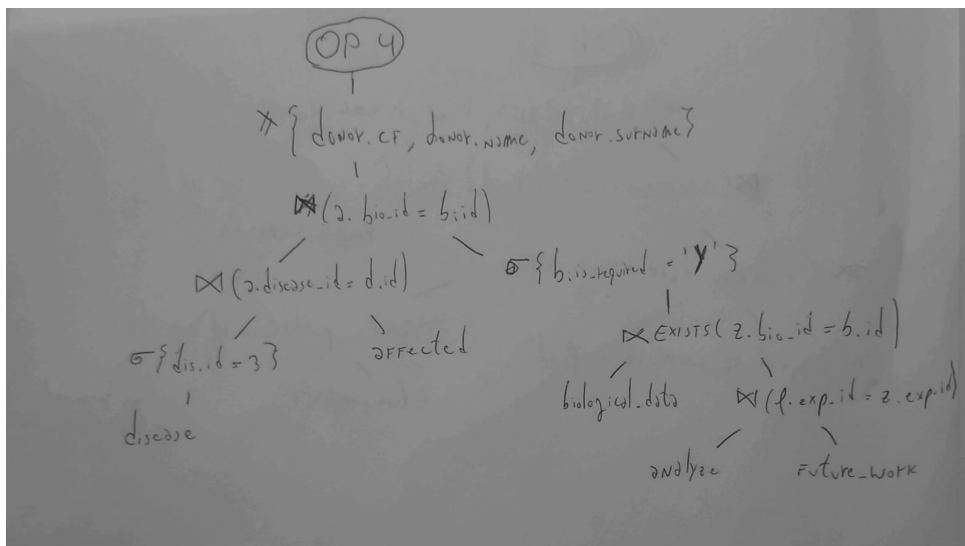 OP 4
π { donor.CF, donor.name, donor.surname}
⋈ (a.bio_id = b.id)
⋈ (a.disease_id = d.id)
σ { b.is_required = 'Y' }
σ { dis.id = 3 }
affected
⋉ EXISTS( z.bio_id = b.id )
disease
biological_data
⋈ (f.exp_id = z.exp_id)
analyze
Future_work